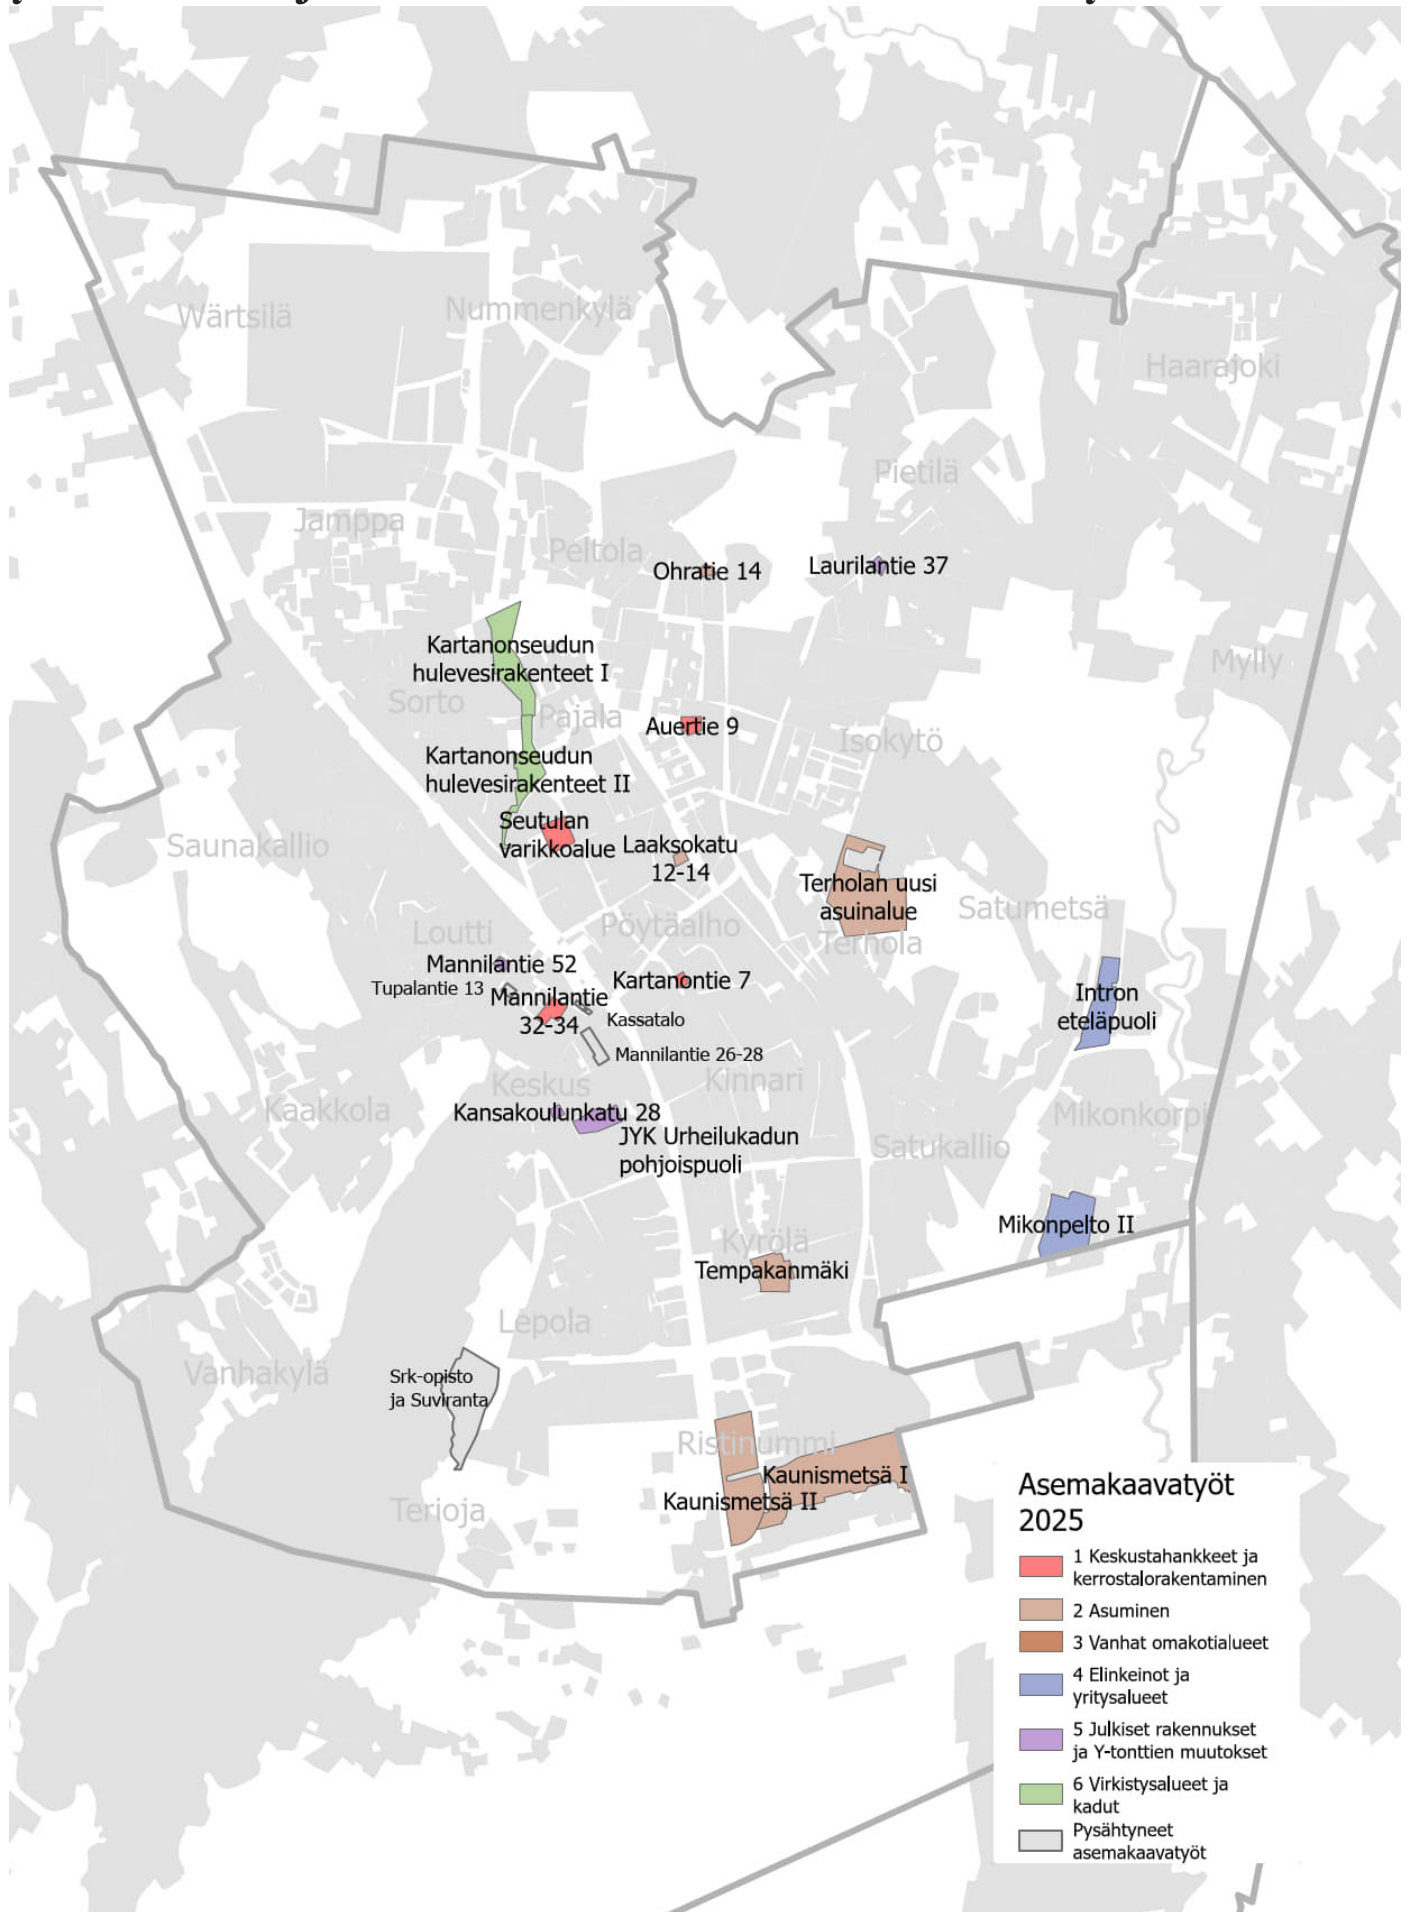 Wärtsilä
Nummenkylä
Haarajoki
Pietilä
Jamppa
Peltola
Ohratie 14
Laurilantie 37
Kartanonseudun
hulevesirakenteet I
Mylly
Sorto
Pajala
Auertie 9
Isokytö
Kartanonseudun
hulevesirakenteet II
Seutulan
varikkoalue
Laaksokatu
12-14
Saunakallio
Terholan uusi
asuinalue
Satumetsä
Loutti
Pöytäalho
Terhola
Mannilantie 52
Tupalantie 13
Kartanontie 7
Mannilantie
32-34
Intron
eteläpuoli
Kassatalo
Mannilantie 26-28
Keskus
Kinnari
Kaakkola
Kansakoulunkatu 28
Mikonkorpi
JYK Urheilukadun
pohjoispuoli
Satukallio
Mikonpelto II
Kyrölä
Tempakanmäki
Lepola
Vanhakylä
Srk-opisto
ja Suviranta
Ristinummi
Kaunismetsä I
Kaunismetsä II
Terioja
Asemakaavatyöt
2025
1 Keskustahankkeet ja
kerrostalorakentaminen
2 Asuminen
3 Vanhat omakotialueet
4 Elinkeinot ja
yritysalueet
5 Julkiset rakennukset
ja Y-tonttien muutokset
6 Virkistysalueet ja
kadut
Pysähtyneet
asemakaavatyöt